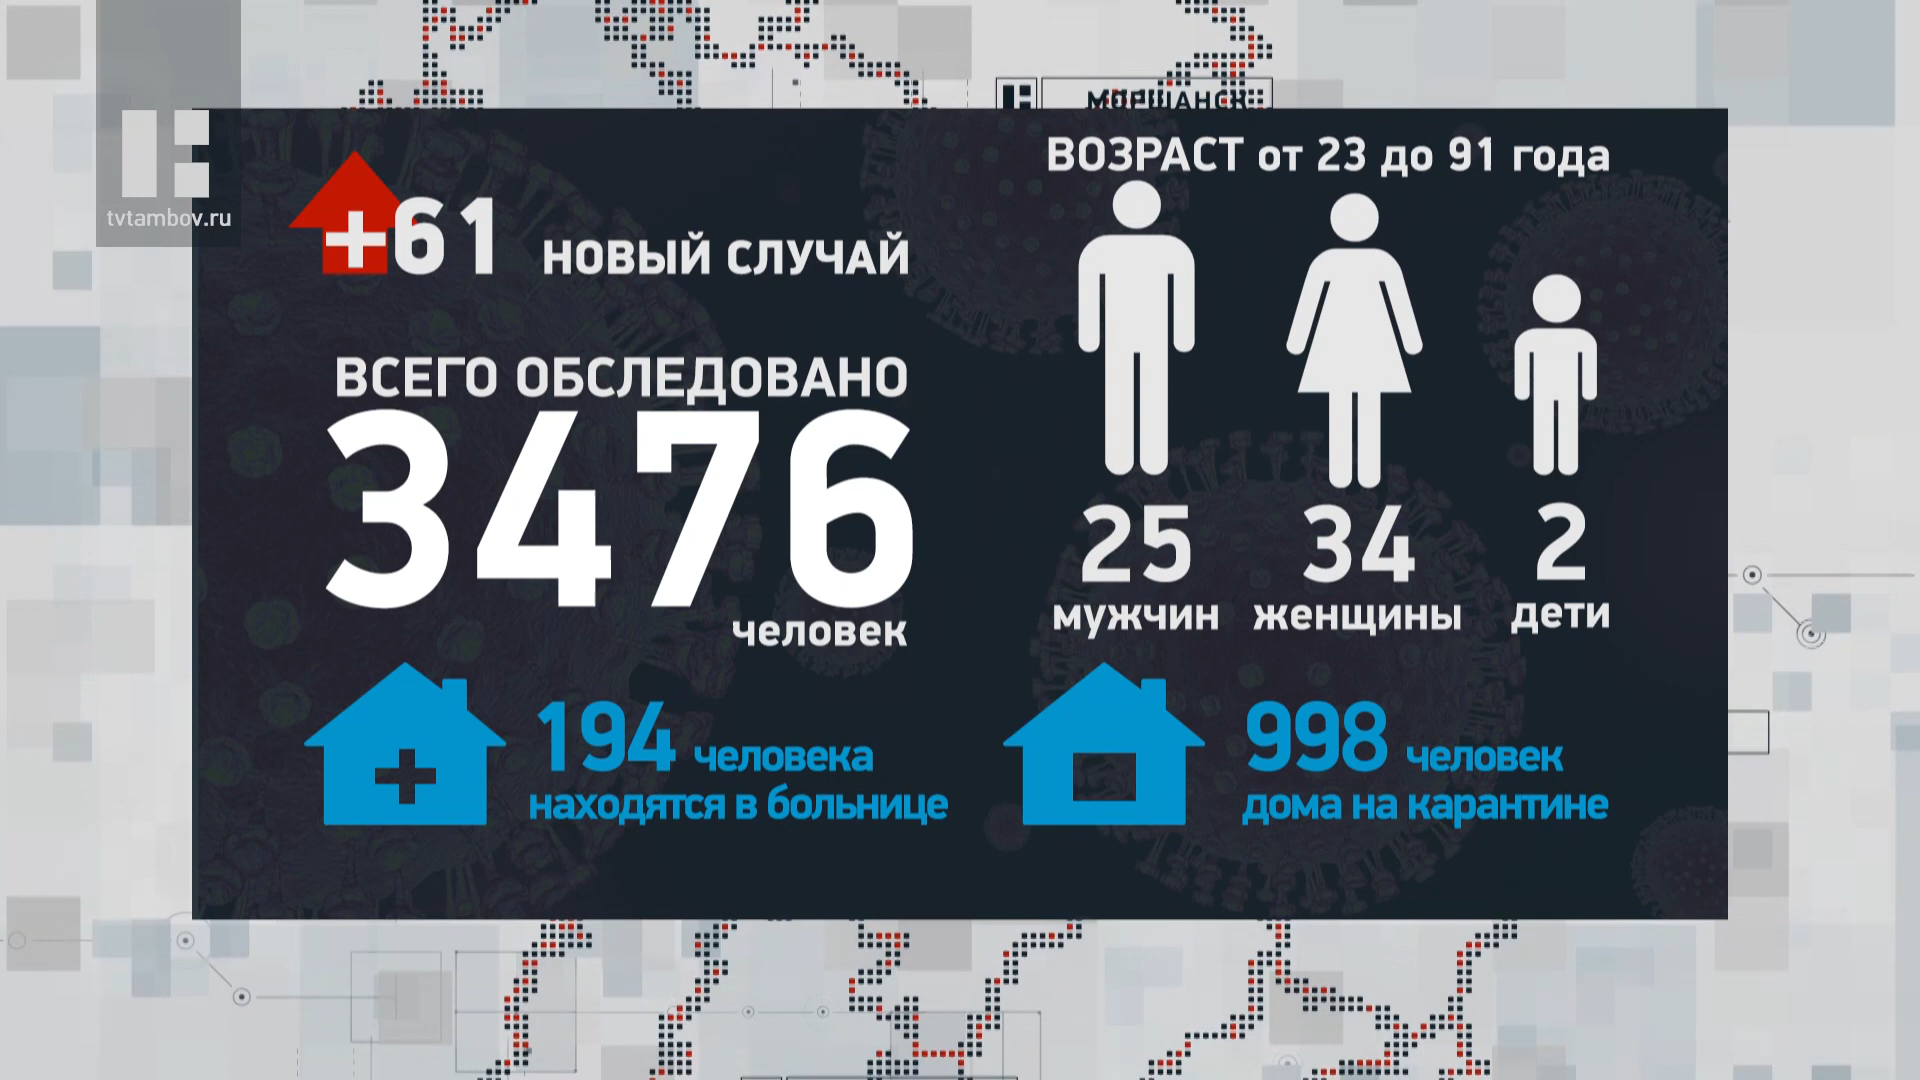 МОРШАНСК
tvtambov.ru
+61 НОВЫЙ СЛУЧАЙ
ВСЕГО ОБСЛЕДОВАНО
3476
человек
194 человека
находятся в больнице
ВОЗРАСТ от 23 до 91 года
25 34 2
мужчин женщины дети
998 человек
дома на карантине